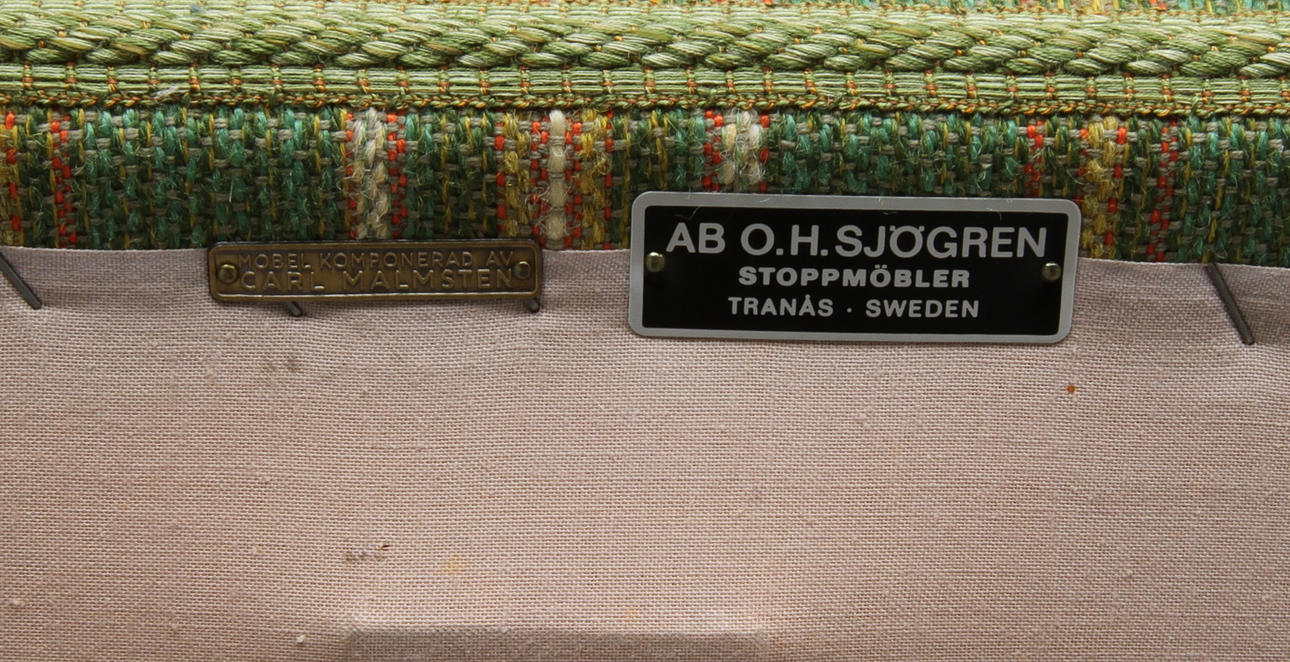 MÖBEL KOMPONERAD AV
CARL MALMSTEN
AB O.H. SJÖGREN
STOPPMÖBLER
TRANÅS · SWEDEN